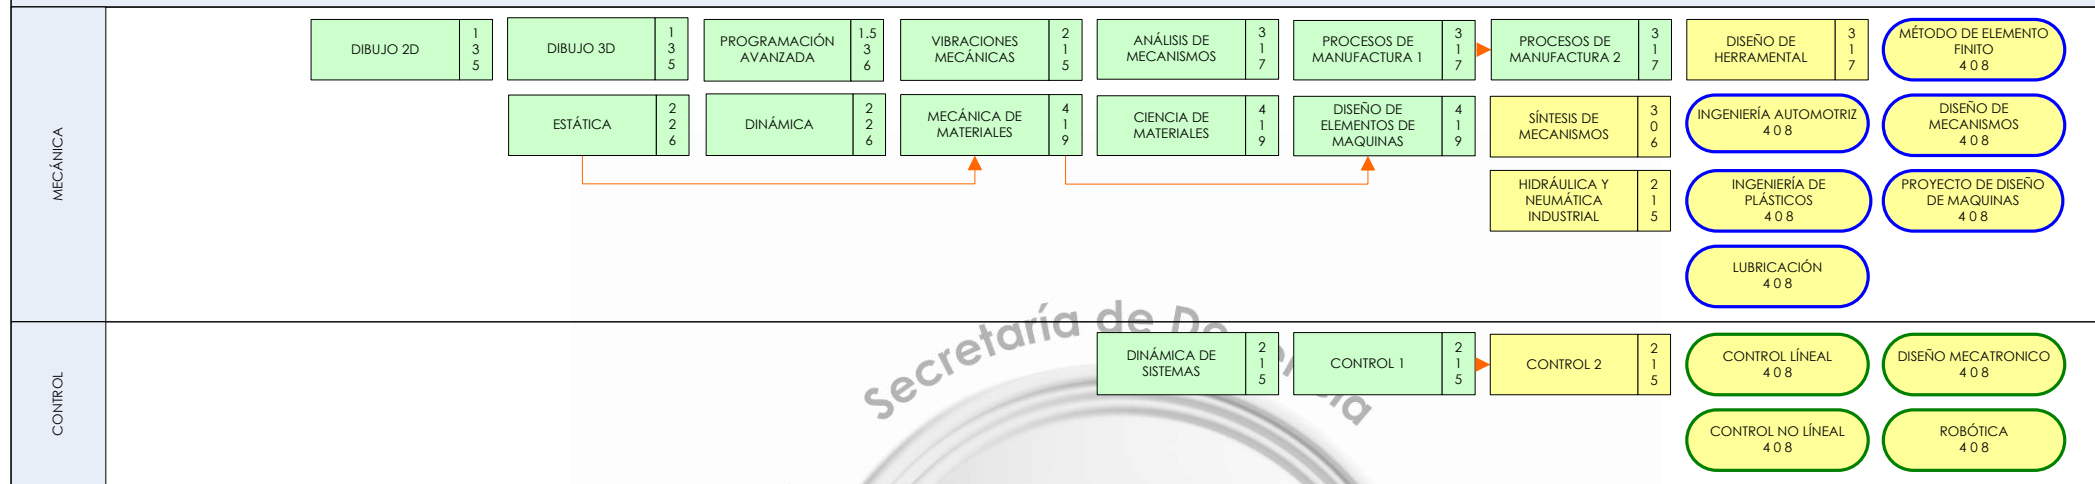 MECÁNICA
DIBUJO 2D
1
3
5
DIBUJO 3D
1
3
5
PROGRAMACIÓN
AVANZADA
1.5
3
6
VIBRACIONES
MECÁNICAS
2
1
5
ANÁLISIS DE
MECANISMOS
3
1
7
PROCESOS DE
MANUFACTURA 1
3
1
7
PROCESOS DE
MANUFACTURA 2
3
1
7
DISEÑO DE
HERRAMENTAL
3
1
7
MÉTODO DE ELEMENTO
FINITO
4 0 8
ESTÁTICA
2
2
6
DINÁMICA
2
2
6
MECÁNICA DE
MATERIALES
4
1
9
CIENCIA DE
MATERIALES
4
1
9
DISEÑO DE
ELEMENTOS DE
MAQUINAS
4
1
9
SÍNTESIS DE
MECANISMOS
3
0
6
INGENIERÍA AUTOMOTRIZ
4 0 8
DISEÑO DE
MECANISMOS
4 0 8
HIDRÁULICA Y
NEUMÁTICA
INDUSTRIAL
2
1
5
INGENIERÍA DE
PLÁSTICOS
4 0 8
PROYECTO DE DISEÑO
DE MAQUINAS
4 0 8
LUBRICACIÓN
4 0 8
CONTROL
DINÁMICA DE
SISTEMAS
2
1
5
CONTROL 1
2
1
5
CONTROL 2
2
1
5
CONTROL LÍNEAL
4 0 8
DISEÑO MECATRONICO
4 0 8
CONTROL NO LÍNEAL
4 0 8
ROBÓTICA
4 0 8
Secretaría de